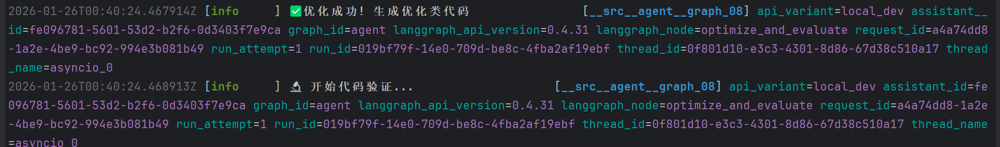 2026-01-26T00:40:24.467914Z [info     ] ✅优化成功! 生成优化类代码                [__src__agent__graph_08] api_variant=local_dev assistant_
id=fe096781-5601-53d2-b2f6-0d3403f7e9ca graph_id=agent langgraph_api_version=0.4.31 langgraph_node=optimize_and_evaluate request_id=a4a74dd8
-1a2e-4be9-bc92-994e3b081b49 run_attempt=1 run_id=019bf79f-14e0-709d-be8c-4fba2af19ebf thread_id=0f801d10-e3c3-4301-8d86-67d38c510a17 thread
_name=asyncio_0
2026-01-26T00:40:24.468913Z [info     ] 🔬 开始代码验证...                    [__src__agent__graph_08] api_variant=local_dev assistant_id=fe
096781-5601-53d2-b2f6-0d3403f7e9ca graph_id=agent langgraph_api_version=0.4.31 langgraph_node=optimize_and_evaluate request_id=a4a74dd8-1a2e
-4be9-bc92-994e3b081b49 run_attempt=1 run_id=019bf79f-14e0-709d-be8c-4fba2af19ebf thread_id=0f801d10-e3c3-4301-8d86-67d38c510a17 thread_name
=asyncio_0